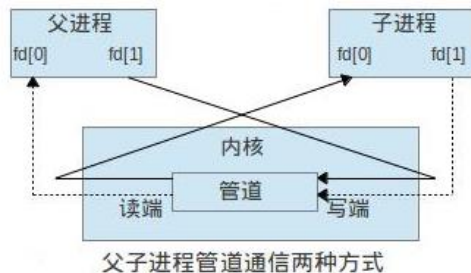 父进程
fd[0] fd[1]
子进程
fd[0] fd[1]
内核
管道
读端 写端
父子进程管道通信两种方式